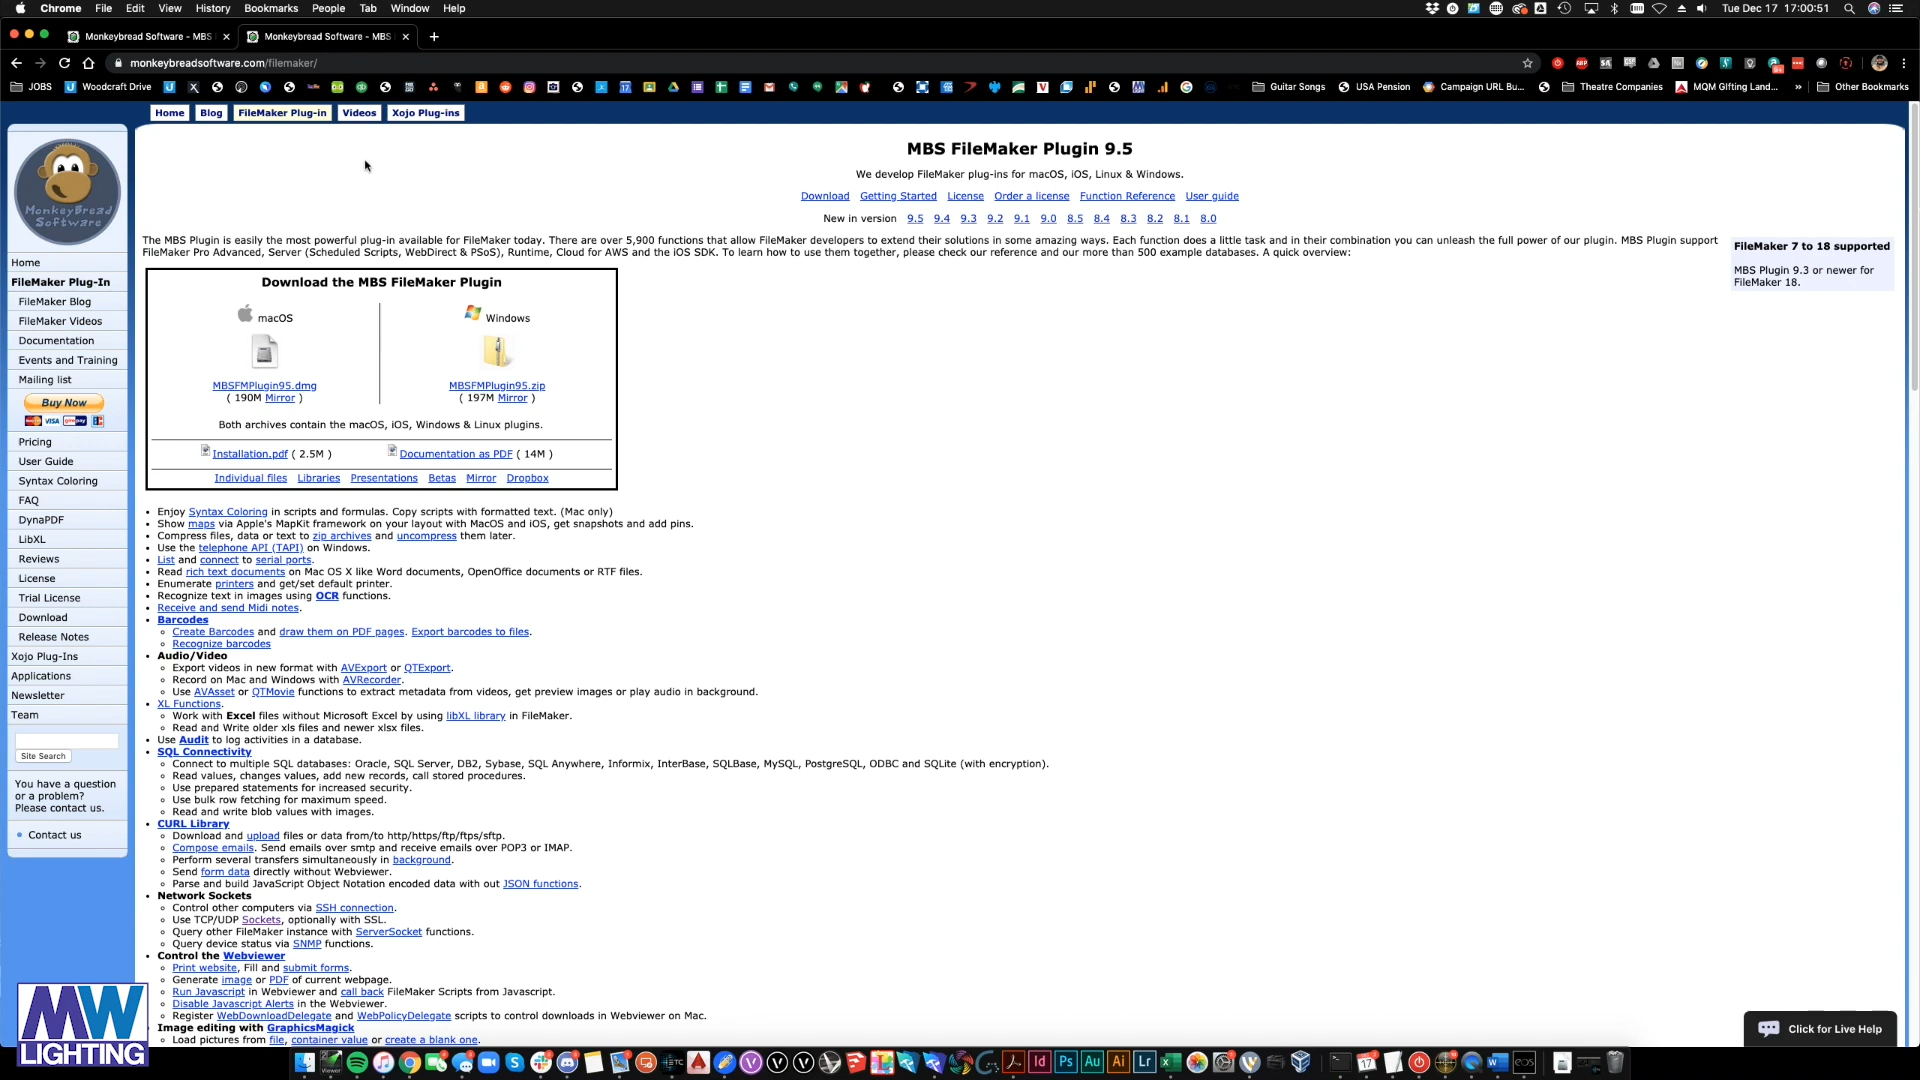 Chrome File Edit View History Bookmarks People Tab Window Help Tue Dec 17 17:00:51
Monkeybread Software - MBS Monkeybread Software - MBS
monkeybreadsoftware.com/filemaker/
JOBS Woodcraft Drive Guitar Songs USA Pension Campaign URL Bu... Theatre Companies MQM Gifting Land... » Other Bookmarks
Home Blog FileMaker Plug-in Videos Xojo Plug-ins
MonkeyBread
Software
Home
FileMaker Plug-In
FileMaker Blog
FileMaker Videos
Documentation
Events and Training
Mailing list
Buy Now
VISA
Pricing
User Guide
Syntax Coloring
FAQ
DynaPDF
LibXL
Reviews
License
Trial License
Download
Release Notes
Xojo Plug-Ins
Applications
Newsletter
Team
Site Search
You have a question
or a problem?
Please contact us.
Contact us
MBS FileMaker Plugin 9.5
We develop FileMaker plug-ins for macOS, iOS, Linux & Windows.
Download Getting Started License Order a license Function Reference User guide
New in version 9.5 9.4 9.3 9.2 9.1 9.0 8.5 8.4 8.3 8.2 8.1 8.0
The MBS Plugin is easily the most powerful plug-in available for FileMaker today. There are over 5,900 functions that allow FileMaker developers to extend their solutions in some amazing ways. Each function does a little task and in their combination you can unleash the full power of our plugin. MBS Plugin support
FileMaker Pro Advanced, Server (Scheduled Scripts, WebDirect & PSoS), Runtime, Cloud for AWS and the iOS SDK. To learn how to use them together, please check our reference and our more than 500 example databases. A quick overview:
FileMaker 7 to 18 supported
MBS Plugin 9.3 or newer for
FileMaker 18.
Download the MBS FileMaker Plugin
macOS Windows
MBSFMPlugin95.dmg MBSFMPlugin95.zip
( 190M Mirror ) ( 197M Mirror )
Both archives contain the macOS, iOS, Windows & Linux plugins.
Installation.pdf ( 2.5M ) Documentation as PDF ( 14M )
Individual files Libraries Presentations Betas Mirror Dropbox
Enjoy Syntax Coloring in scripts and formulas. Copy scripts with formatted text. (Mac only)
Show maps via Apple's MapKit framework on your layout with MacOS and iOS, get snapshots and add pins.
Compress files, data or text to zip archives and uncompress them later.
Use the telephone API (TAPI) on Windows.
List and connect to serial ports.
Read rich text documents on Mac OS X like Word documents, OpenOffice documents or RTF files.
Enumerate printers and get/set default printer.
Recognize text in images using OCR functions.
Receive and send Midi notes.
Barcodes
Create Barcodes and draw them on PDF pages. Export barcodes to files.
Recognize barcodes
Audio/Video
Export videos in new format with AVExport or QTExport.
Record on Mac and Windows with AVRecorder.
Use AVAsset or QTMovie functions to extract metadata from videos, get preview images or play audio in background.
XL Functions.
Work with Excel files without Microsoft Excel by using libXL library in FileMaker.
Read and Write older xls files and newer xlsx files.
Use Audit to log activities in a database.
SQL Connectivity
Connect to multiple SQL databases: Oracle, SQL Server, DB2, Sybase, SQL Anywhere, Informix, InterBase, SQLBase, MySQL, PostgreSQL, ODBC and SQLite (with encryption).
Read values, changes values, add new records, call stored procedures.
Use prepared statements for increased security.
Use bulk row fetching for maximum speed.
Read and write blob values with images.
CURL Library
Download and upload files or data from/to http/https/ftp/ftps/sftp.
Compose emails. Send emails over smtp and receive emails over POP3 or IMAP.
Perform several transfers simultaneously in background.
Send form data directly without Webviewer.
Parse and build JavaScript Object Notation encoded data with out JSON functions.
Network Sockets
Control other computers via SSH connection.
Use TCP/UDP Sockets, optionally with SSL.
Query other FileMaker instance with ServerSocket functions.
Query device status via SNMP functions.
Control the Webviewer
Print website, Fill and submit forms.
Generate image or PDF of current webpage.
Run Javascript in Webviewer and call back FileMaker Scripts from Javascript.
Disable Javascript Alerts in the Webviewer.
Register WebDownloadDelegate and WebPolicyDelegate scripts to control downloads in Webviewer on Mac.
Image editing with GraphicsMagick
Load pictures from file, container value or create a blank one.
Click for Live Help
MW
LIGHTING
Id Ps Au Ai Lr